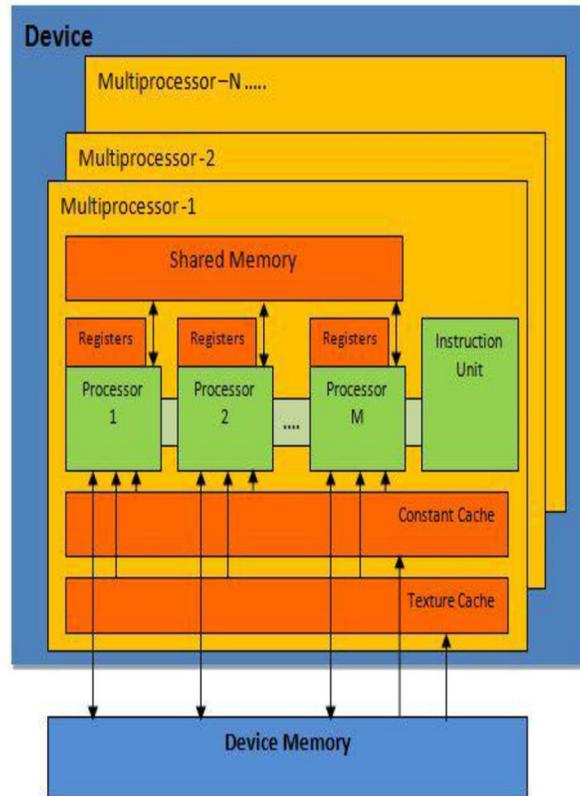 Device
Multiprocessor –N .....
Multiprocessor -2
Multiprocessor -1
Shared Memory
Registers
Registers
Registers
Instruction
Unit
Processor
1
Processor
2
....
Processor
M
Constant Cache
Texture Cache
Device Memory